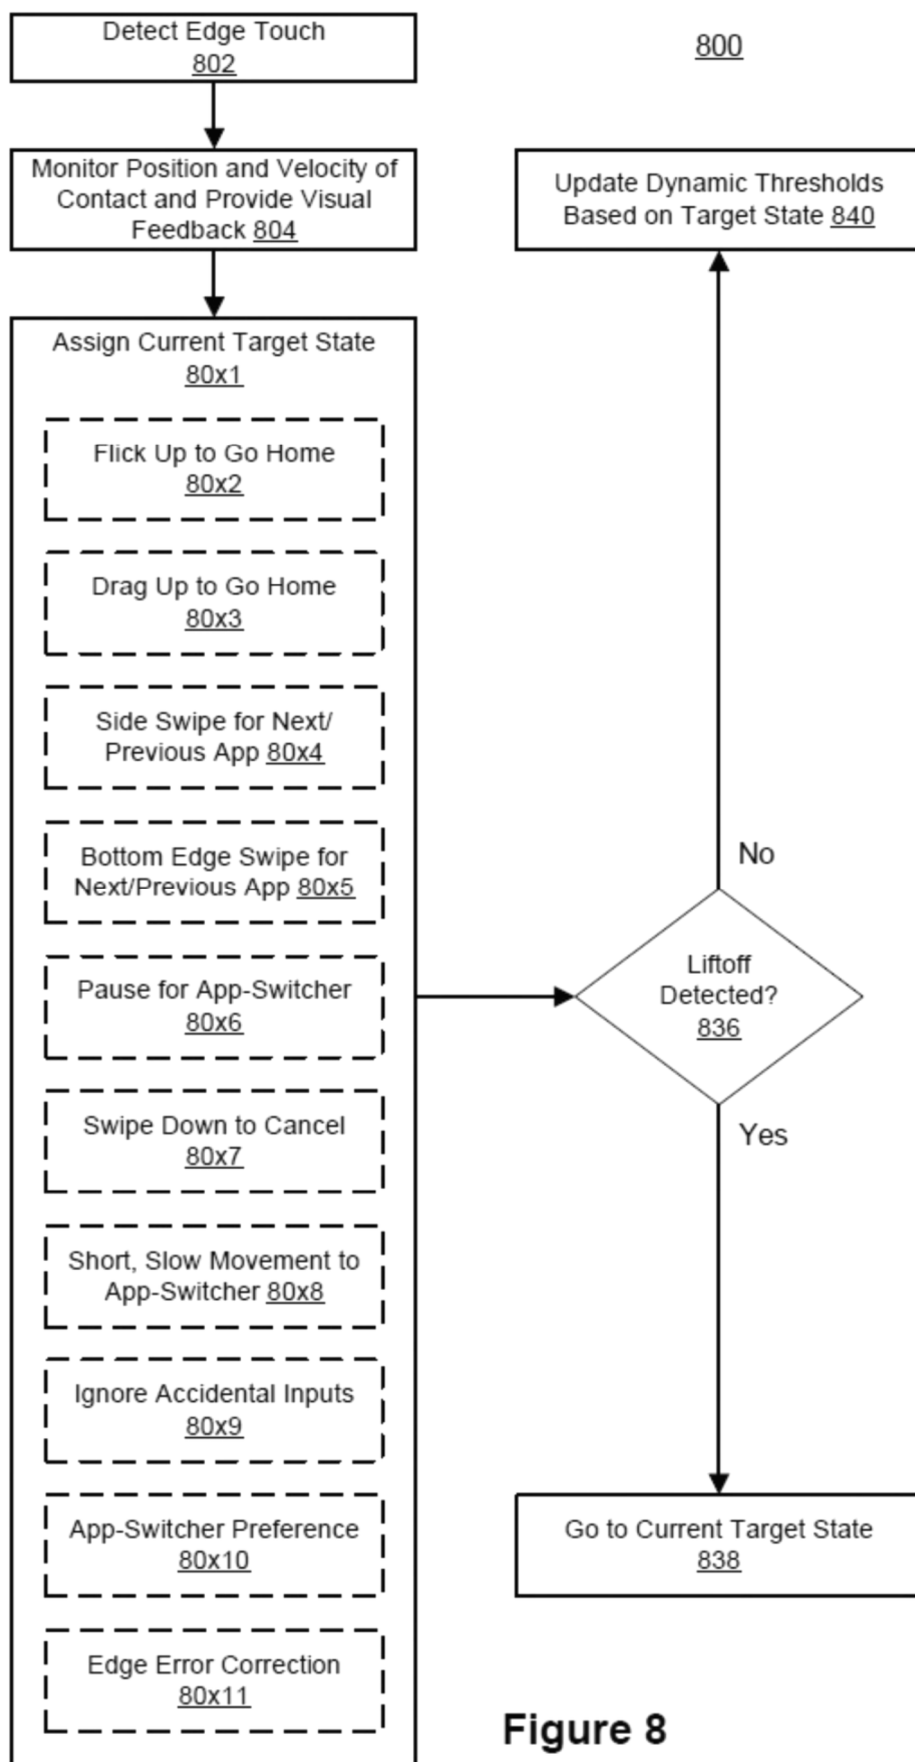 Detect Edge Touch
802
800
Monitor Position and Velocity of
Contact and Provide Visual
Feedback 804
Update Dynamic Thresholds
Based on Target State 840
Assign Current Target State
80x1
Flick Up to Go Home
80x2
Drag Up to Go Home
80x3
Side Swipe for Next/
Previous App 80x4
Bottom Edge Swipe for
Next/Previous App 80x5
No
Pause for App-Switcher
80x6
Liftoff
Detected?
836
Yes
Swipe Down to Cancel
80x7
Short, Slow Movement to
App-Switcher 80x8
Ignore Accidental Inputs
80x9
App-Switcher Preference
80x10
Go to Current Target State
838
Edge Error Correction
80x11
Figure 8